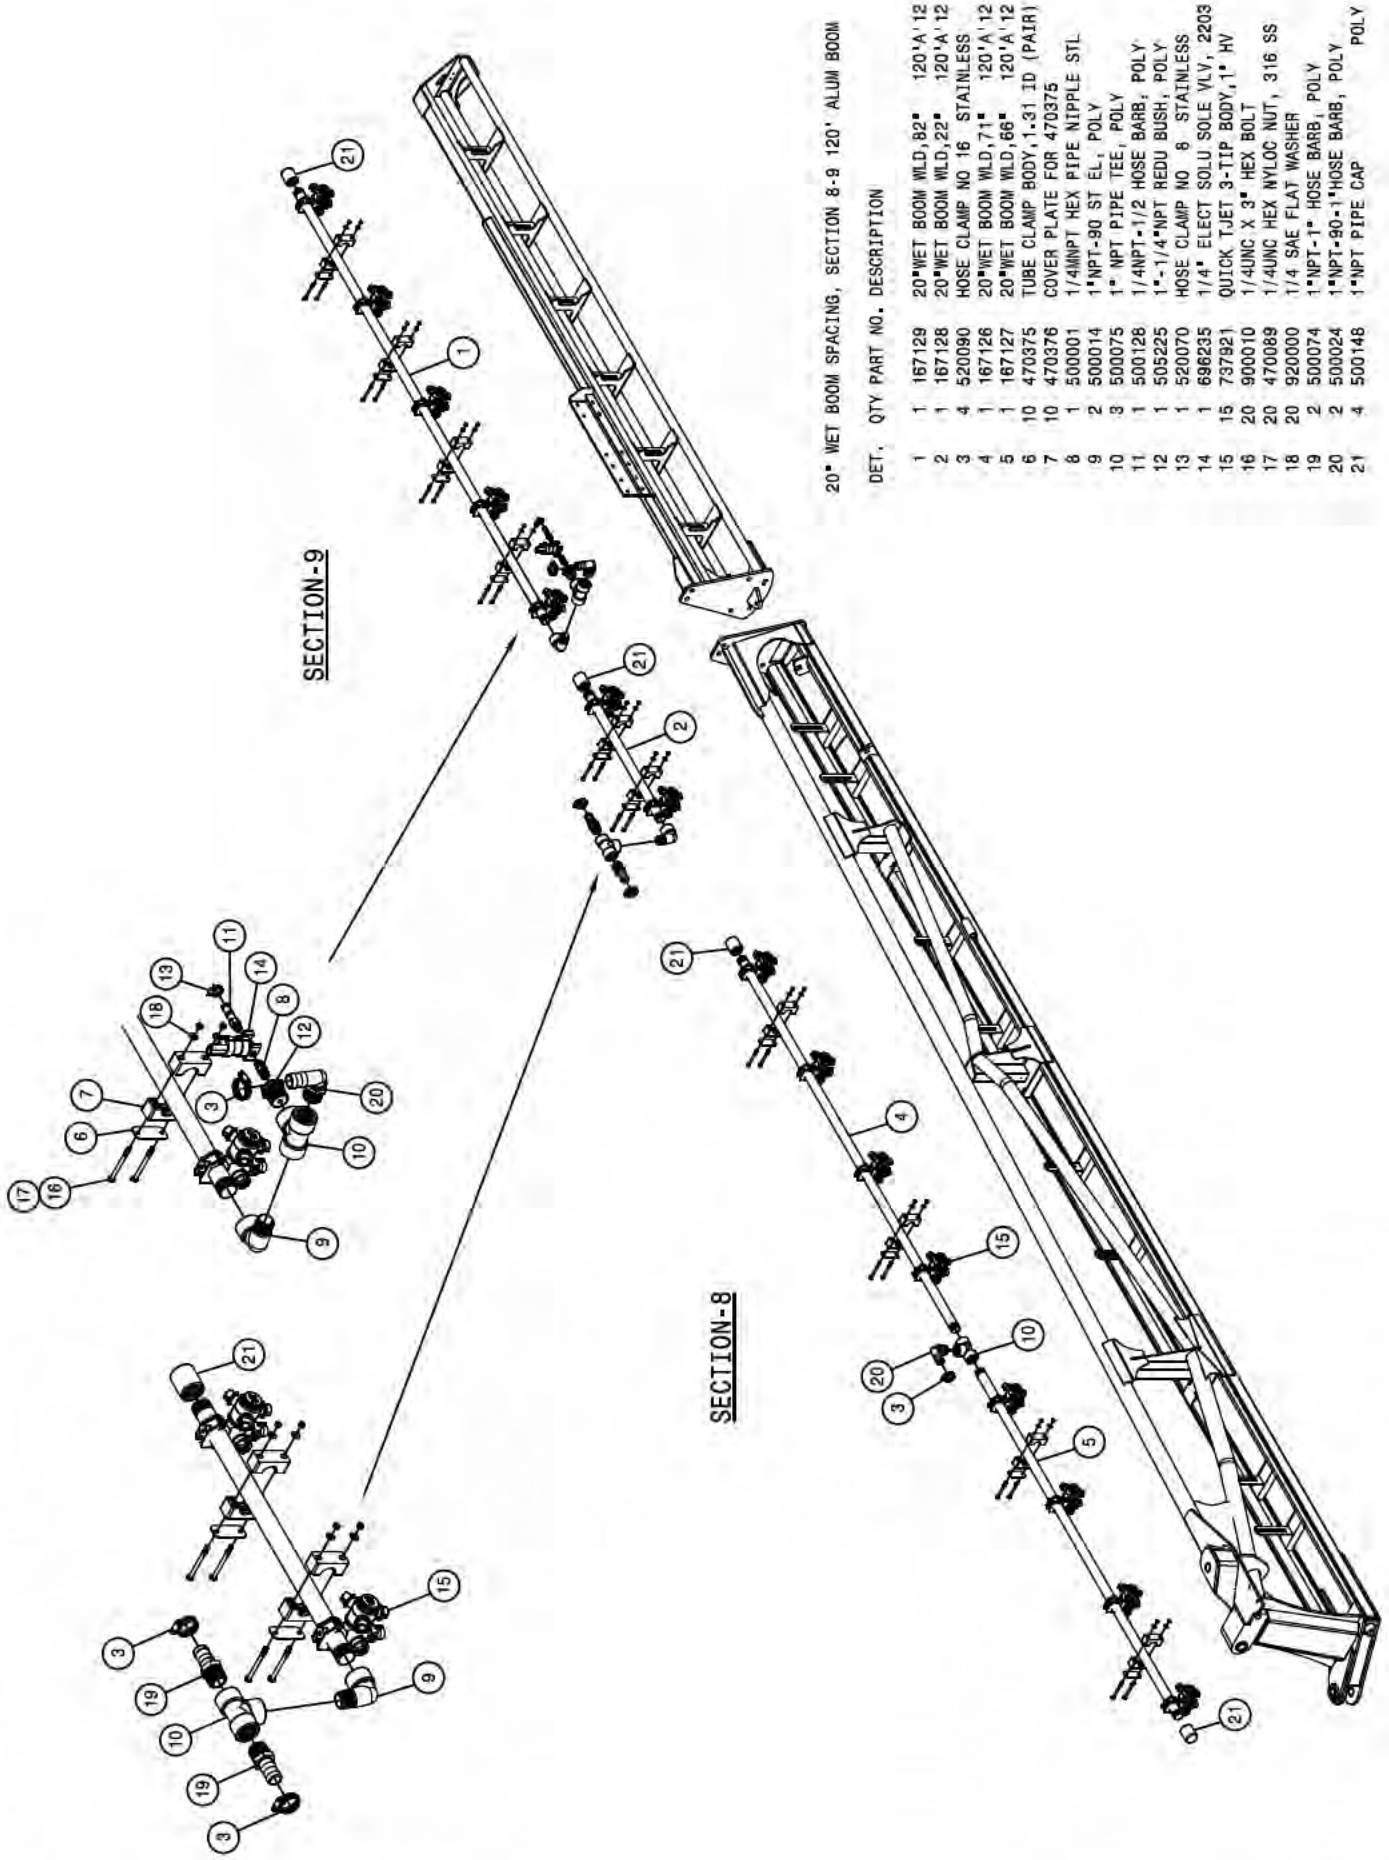 SECTION-9
SECTION-8
20" WET BOOM SPACING, SECTION 8-9 120' ALUM BOOM
DET. QTY PART NO. DESCRIPTION
1 1 167129 20"WET BOOM WLD,82" 120'A'12
2 1 167128 20"WET BOOM WLD,22" 120'A'12
3 4 520090 HOSE CLAMP NO 16 STAINLESS
4 1 167126 20"WET BOOM WLD,71" 120'A'12
5 1 167127 20"WET BOOM WLD,66" 120'A'12
6 10 470375 TUBE CLAMP BODY,1.31 ID (PAIR)
7 10 470376 COVER PLATE FOR 470375
8 1 500001 1/4MNPT HEX PIPE NIPPLE STL
9 2 500014 1"NPT-90 ST EL, POLY
10 3 500075 1" NPT PIPE TEE, POLY
11 1 500128 1/4NPT-1/2 HOSE BARB, POLY
12 1 505225 1"-1/4"NPT REDU BUSH, POLY
13 1 520070 HOSE CLAMP NO 8 STAINLESS
14 1 698235 1/4" ELECT SOLU SOLE VLV, 2203
15 15 737921 QUICK TJET 3-TIP BODY,1" HV
16 20 900010 1/4UNC X 3" HEX BOLT
17 20 470089 1/4UNC HEX NYLOC NUT, 316 SS
18 20 920000 1/4 SAE FLAT WASHER
19 2 500074 1"NPT-1" HOSE BARB, POLY
20 2 500024 1"NPT-90-1"HOSE BARB, POLY
21 4 500148 1"NPT PIPE CAP POLY
21
1
21
2
13
11
18
14
8
12
7
3
6
20
10
17
16
9
21
15
3
19
10
9
19
3
21
4
15
20
10
3
5
21